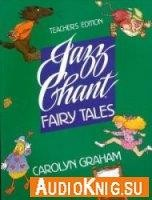 TEACHER'S EDITION
Jazz
Chant
FAIRY TALES
CAROLYN GRAHAM
AUDIOKNIG.SU